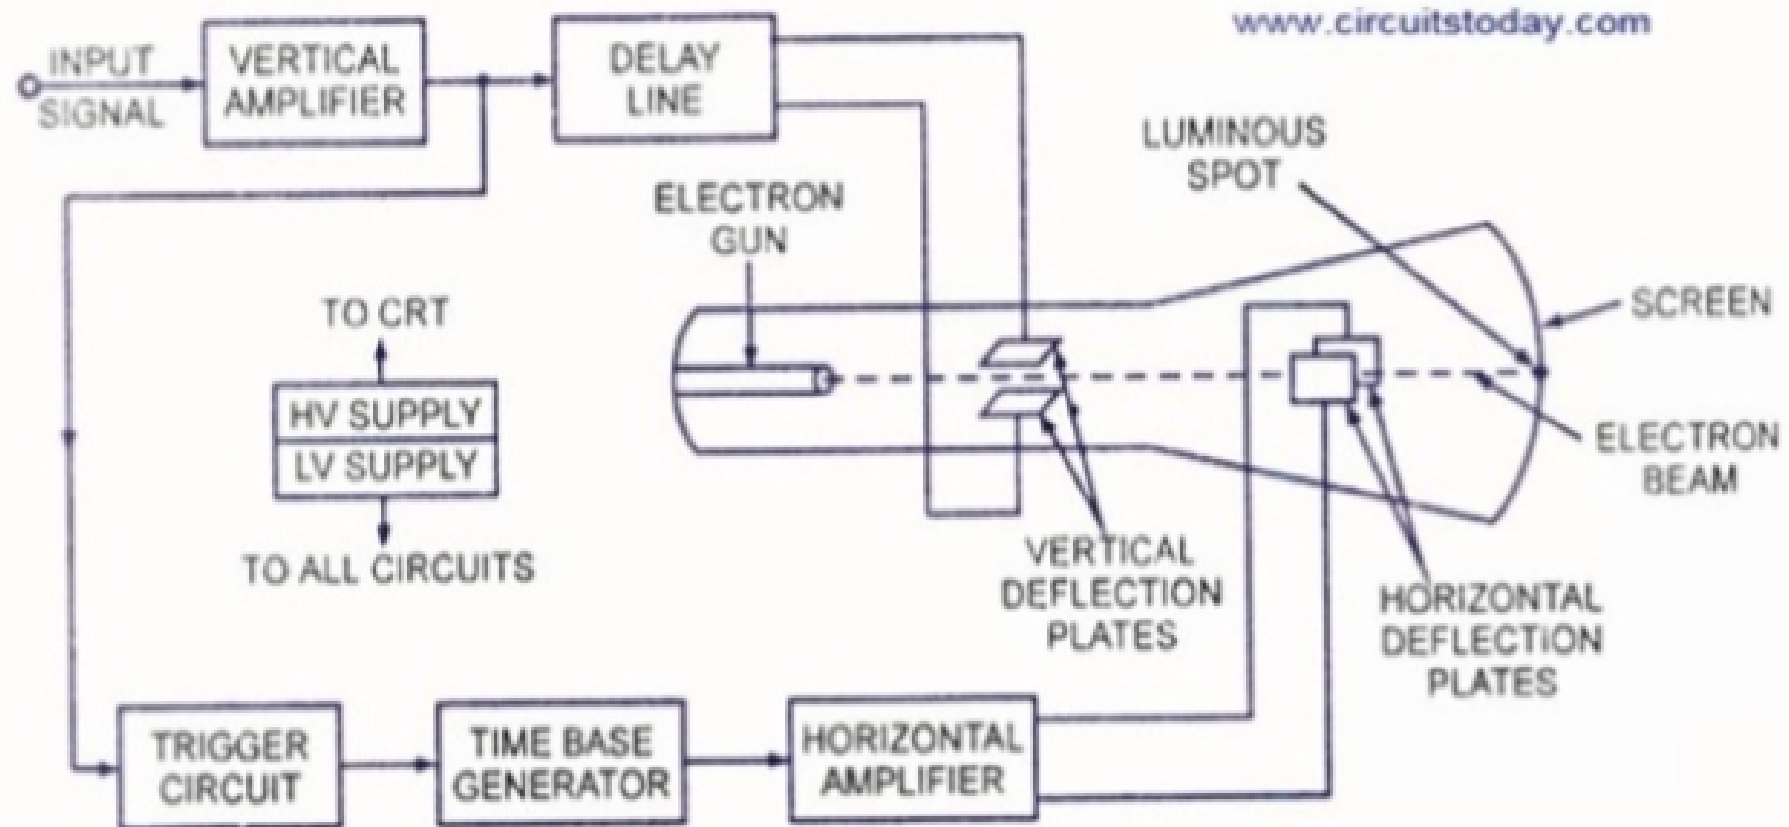 www.circuitstoday.com
INPUT
SIGNAL
VERTICAL
AMPLIFIER
DELAY
LINE
LUMINOUS
SPOT
ELECTRON
GUN
SCREEN
TO CRT
HV SUPPLY
LV SUPPLY
TO ALL CIRCUITS
ELECTRON
BEAM
VERTICAL
DEFLECTION
PLATES
HORIZONTAL
DEFLECTION
PLATES
TRIGGER
CIRCUIT
TIME BASE
GENERATOR
HORIZONTAL
AMPLIFIER